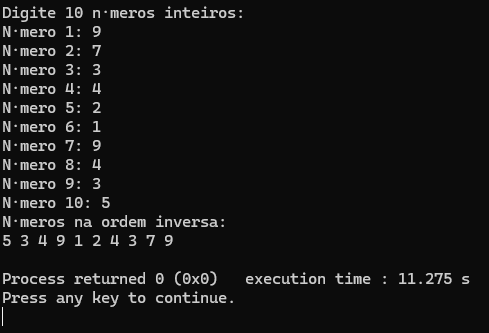 Digite 10 n·meros inteiros:
N·mero 1: 9
N·mero 2: 7
N·mero 3: 3
N·mero 4: 4
N·mero 5: 2
N·mero 6: 1
N·mero 7: 9
N·mero 8: 4
N·mero 9: 3
N·mero 10: 5
N·meros na ordem inversa:
5 3 4 9 1 2 4 3 7 9
Process returned 0 (0x0)   execution time : 11.275 s
Press any key to continue.